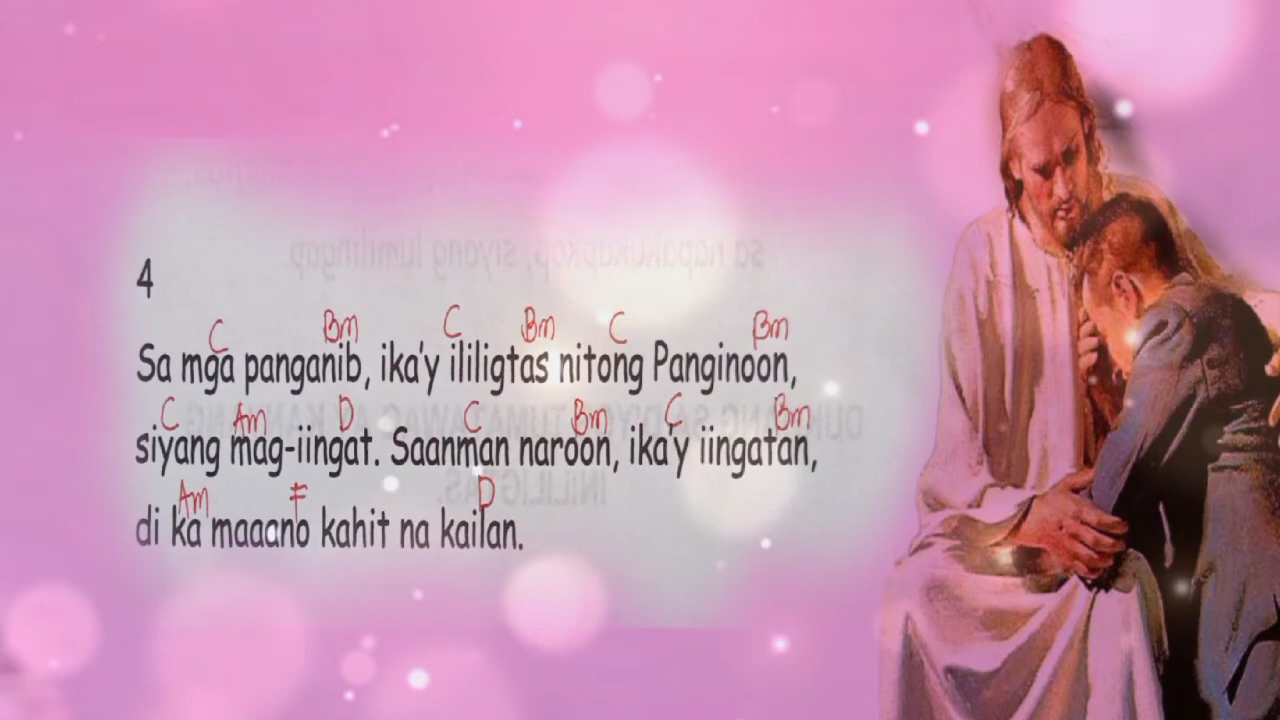 4
C Bm C Bm C Bm
Sa mga panganib, ika'y ililigtas nitong Panginoon,
C Am D C Bm C Bm
siyang mag-iingat. Saanman naroon, ika'y iingatan,
Am F D
di ka maaano kahit na kailan.